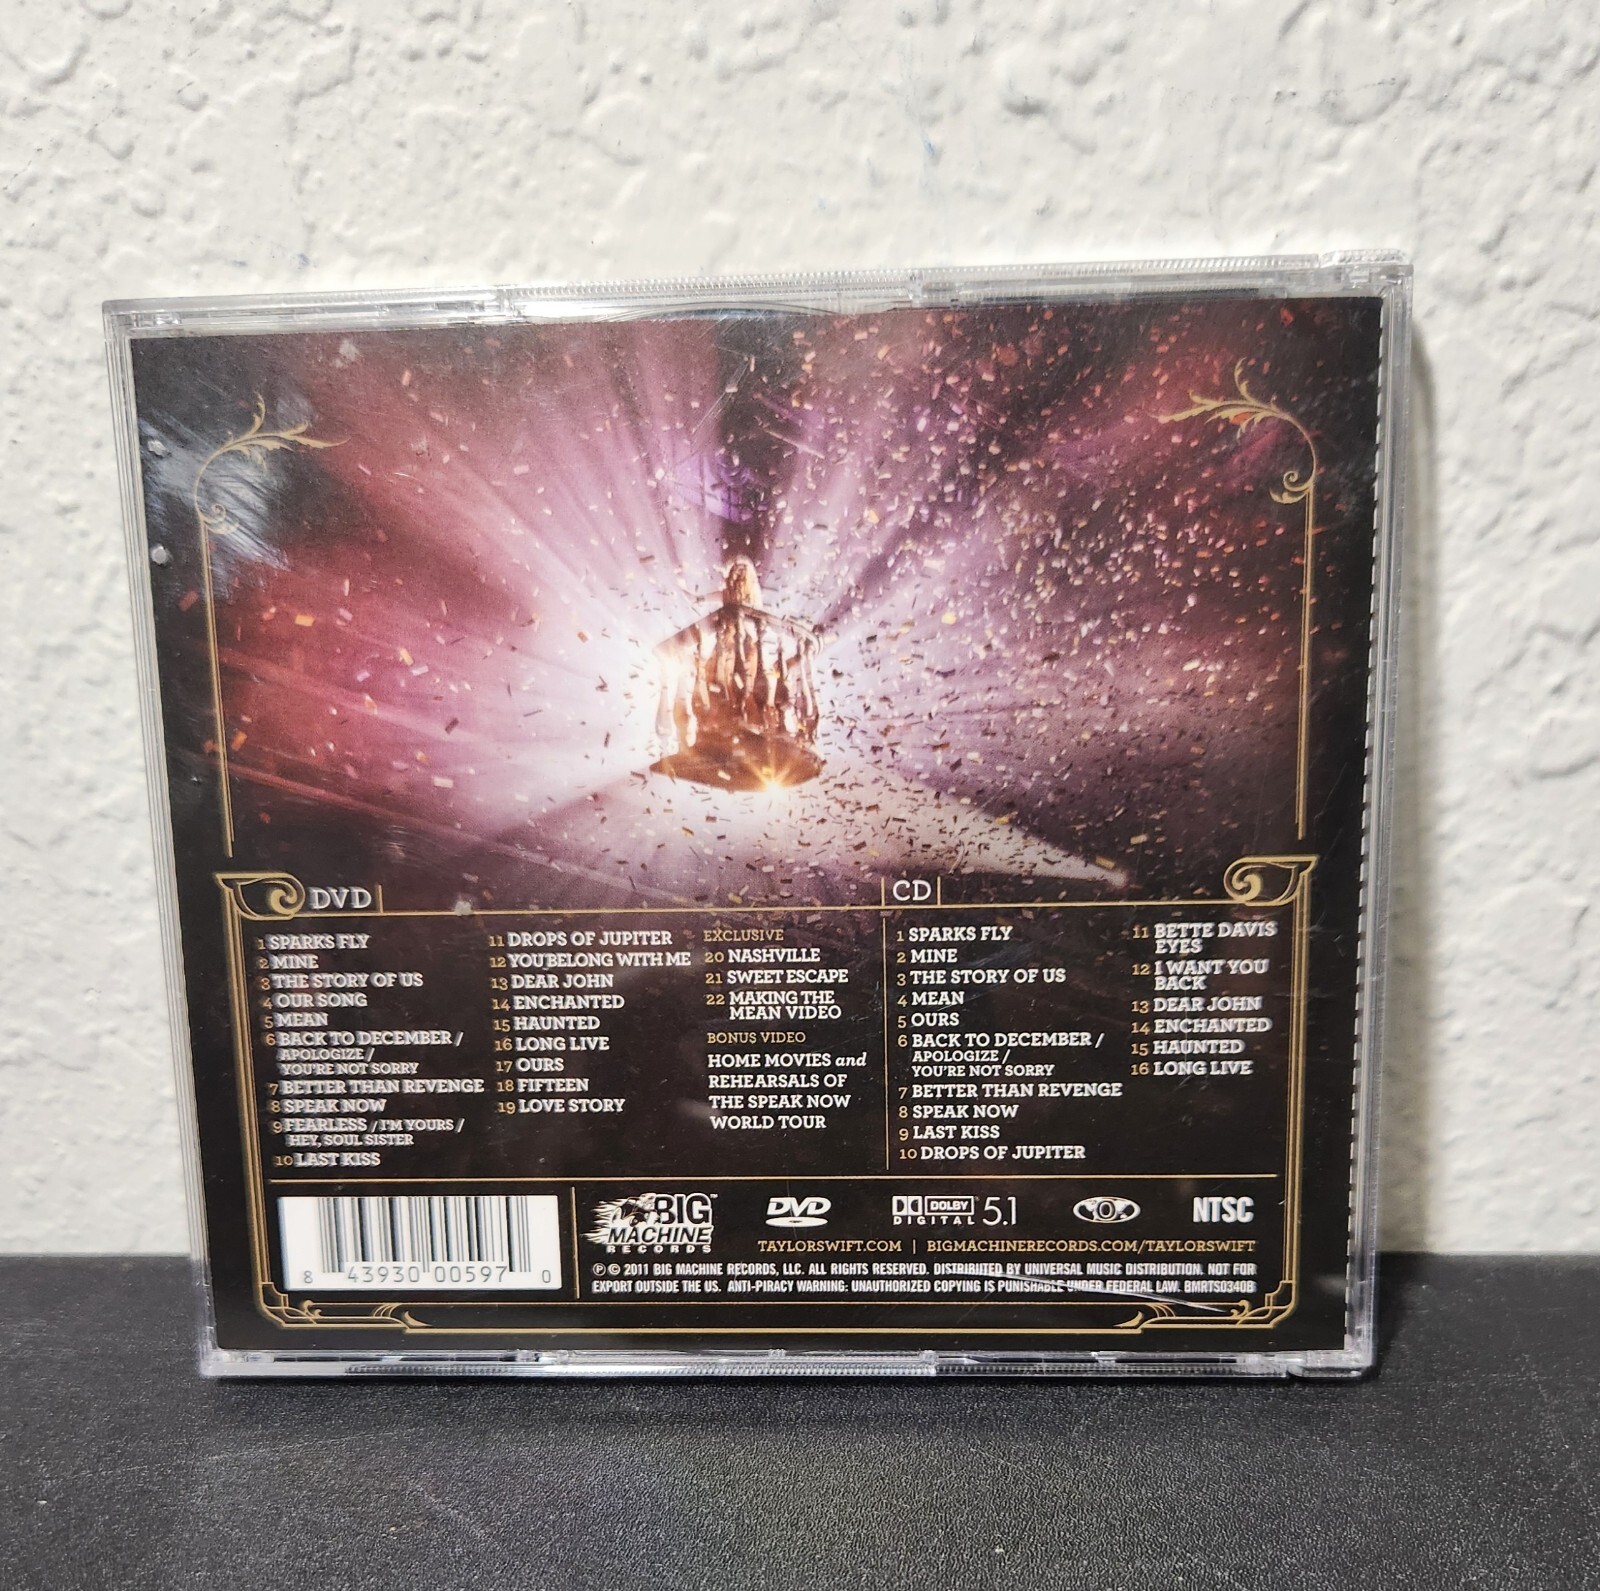 DVD
1 SPARKS FLY
2 MINE
3 THE STORY OF US
4 OUR SONG
5 MEAN
6 BACK TO DECEMBER /
APOLOGIZE /
YOU'RE NOT SORRY
7 BETTER THAN REVENGE
8 SPEAK NOW
9 FEARLESS / I'M YOURS /
HEY, SOUL SISTER
10 LAST KISS
11 DROPS OF JUPITER
12 YOU BELONG WITH ME
13 DEAR JOHN
14 ENCHANTED
15 HAUNTED
16 LONG LIVE
17 OURS
18 FIFTEEN
19 LOVE STORY
EXCLUSIVE
20 NASHVILLE
21 SWEET ESCAPE
22 MAKING THE
MEAN VIDEO
BONUS VIDEO
HOME MOVIES and
REHEARSALS OF
THE SPEAK NOW
WORLD TOUR
CD
1 SPARKS FLY
2 MINE
3 THE STORY OF US
4 MEAN
5 OURS
6 BACK TO DECEMBER /
APOLOGIZE /
YOU'RE NOT SORRY
7 BETTER THAN REVENGE
8 SPEAK NOW
9 LAST KISS
10 DROPS OF JUPITER
11 BETTE DAVIS
EYES
12 I WANT YOU
BACK
13 DEAR JOHN
14 ENCHANTED
15 HAUNTED
16 LONG LIVE
8 43930 00597 0
BIG
MACHINE
RECORDS
DVD
DOLBY
DIGITAL 5.1
0
NTSC
TAYLORSWIFT.COM | BIGMACHINERECORDS.COM/TAYLORSWIFT
℗ © 2011 BIG MACHINE RECORDS, LLC. ALL RIGHTS RESERVED. DISTRIBUTED BY UNIVERSAL MUSIC DISTRIBUTION. NOT FOR
EXPORT OUTSIDE THE US. ANTI-PIRACY WARNING: UNAUTHORIZED COPYING IS PUNISHABLE UNDER FEDERAL LAW. BMRTS0340B